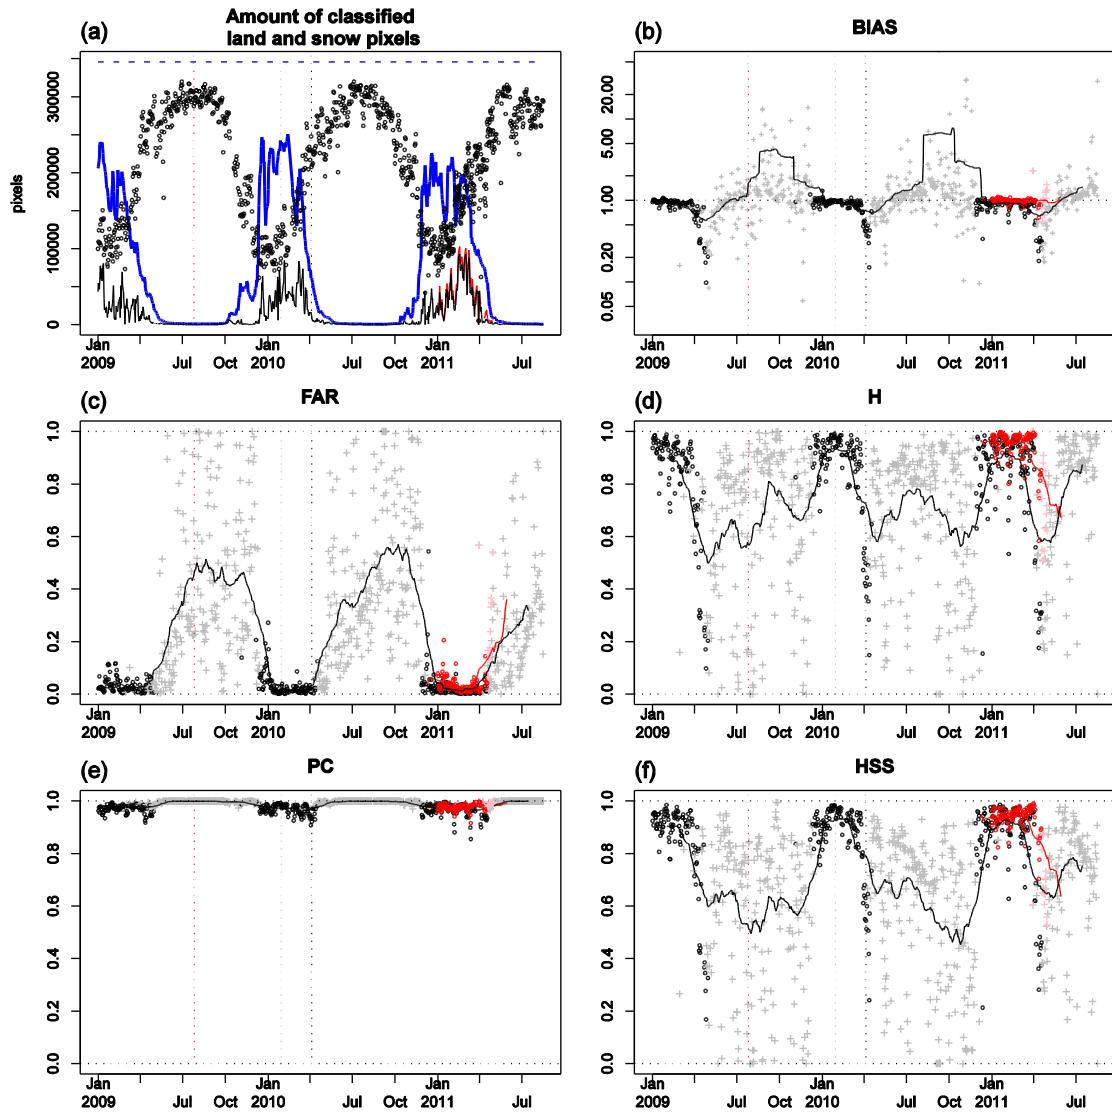 (a)
Amount of classified
land and snow pixels
pixels
300000
200000
100000
0
Jan Jul Oct Jan Jul Oct Jan Jul
2009 2010 2011
(b)
BIAS
20.00
5.00
1.00
0.20
0.05
Jan Jul Oct Jan Jul Oct Jan Jul
2009 2010 2011
(c)
FAR
1.0
0.8
0.6
0.4
0.2
0.0
Jan Jul Oct Jan Jul Oct Jan Jul
2009 2010 2011
(d)
H
1.0
0.8
0.6
0.4
0.2
0.0
Jan Jul Oct Jan Jul Oct Jan Jul
2009 2010 2011
(e)
PC
1.0
0.8
0.6
0.4
0.2
0.0
Jan Jul Oct Jan Jul Oct Jan Jul
2009 2010 2011
(f)
HSS
1.0
0.8
0.6
0.4
0.2
0.0
Jan Jul Oct Jan Jul Oct Jan Jul
2009 2010 2011